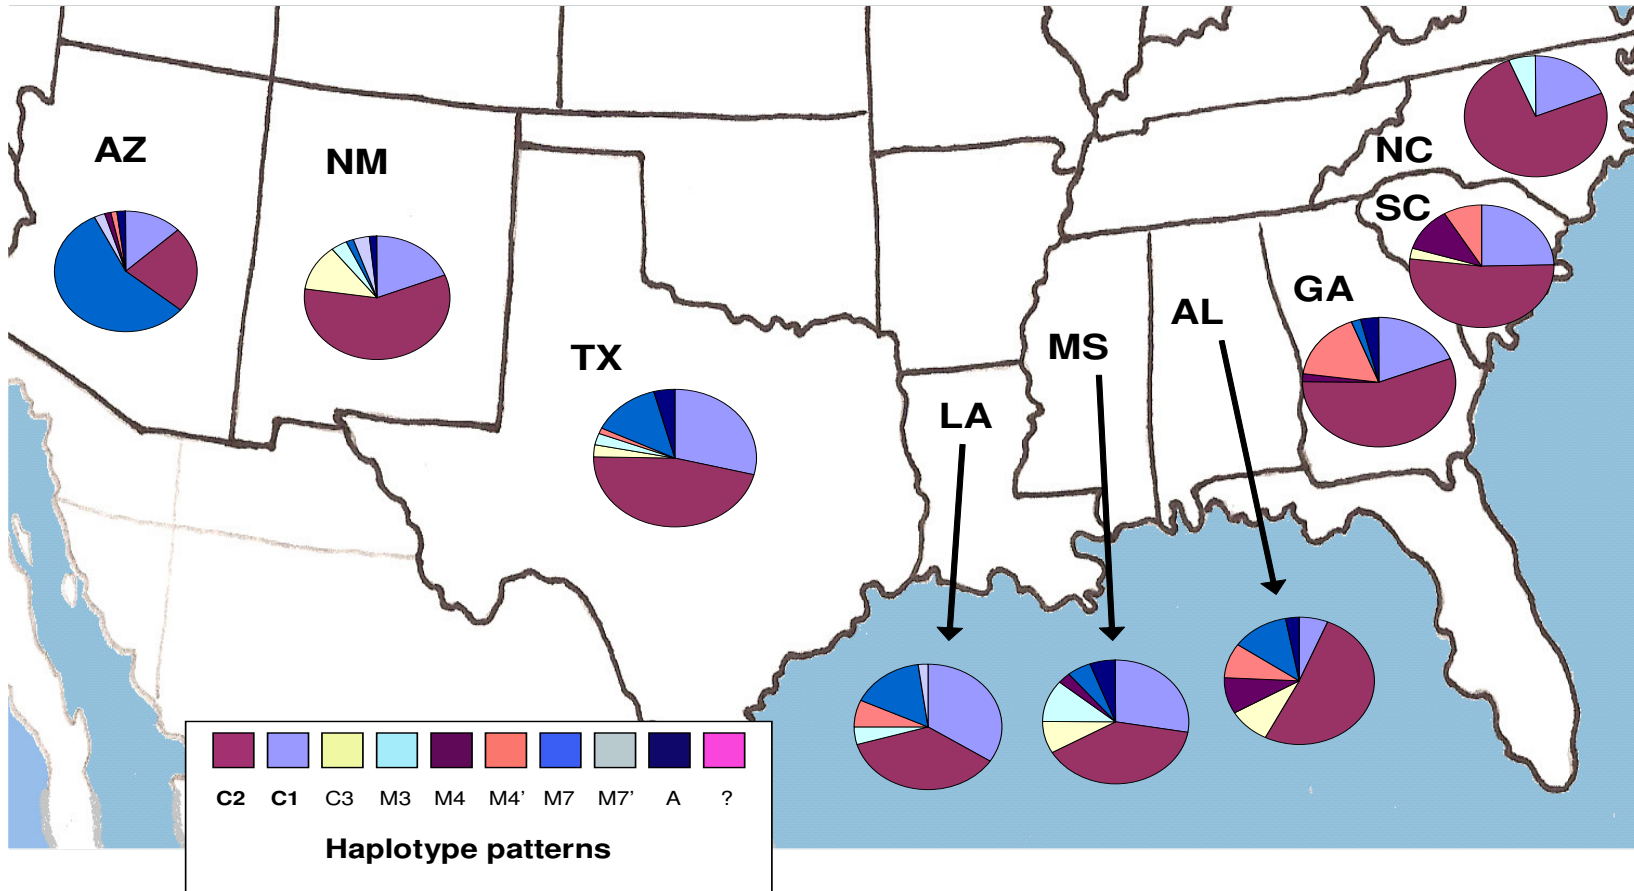 AZ
NM
NC
SC
GA
AL
MS
TX
LA
C2 C1 C3 M3 M4 M4’ M7 M7’ A ?
Haplotype patterns